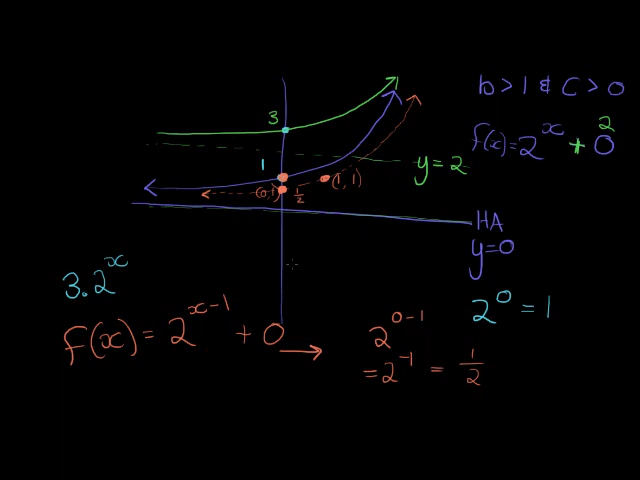 b > 1 & C > 0
3
f(x) = 2^x + 0
2
1
y = 2
(0,1)
1/2
(1, 1)
HA
y = 0
3.2^x
2^0 = 1
f(x) = 2^{x-1} + 0 →
2^{0-1}
= 2^{-1} = 1/2